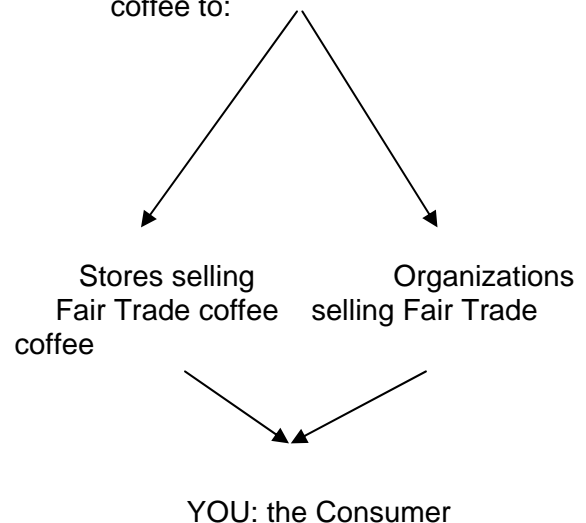 coffee to:
Stores selling Organizations
Fair Trade coffee selling Fair Trade
coffee
YOU: the Consumer